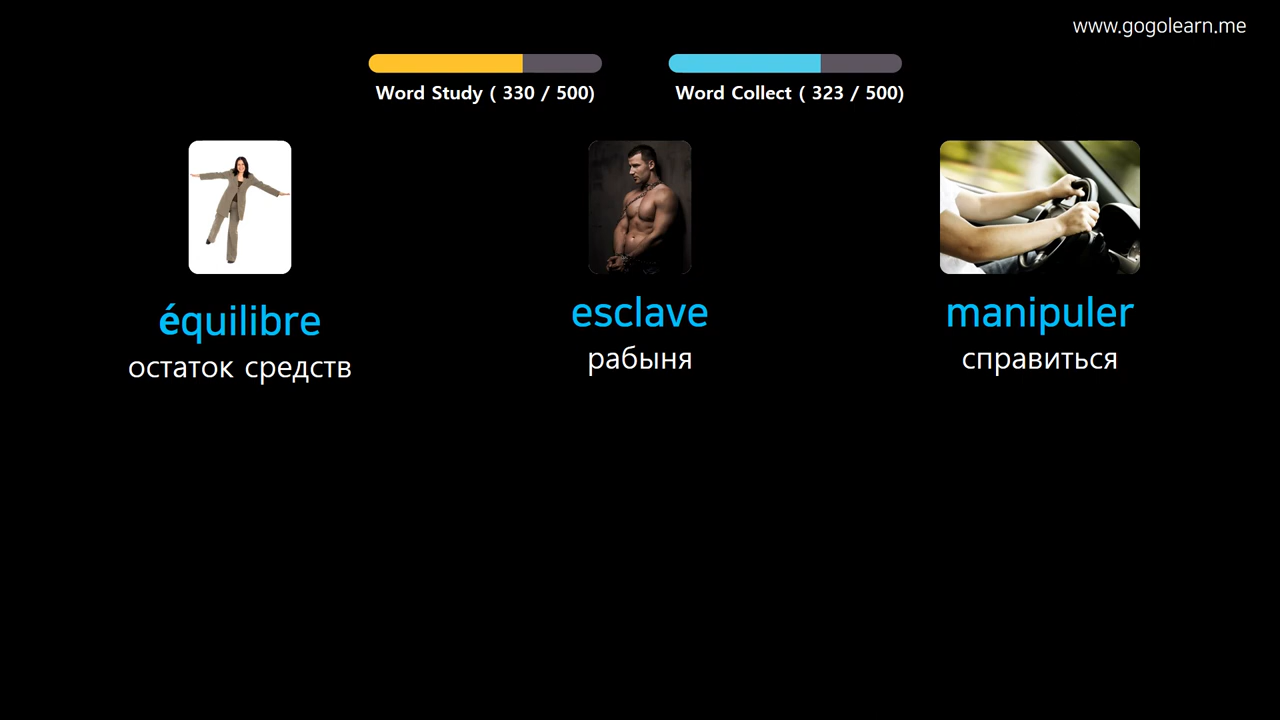 www.gogolearn.me
Word Study ( 330 / 500)
Word Collect ( 323 / 500)
équilibre
остаток средств
esclave
рабыня
manipuler
справиться